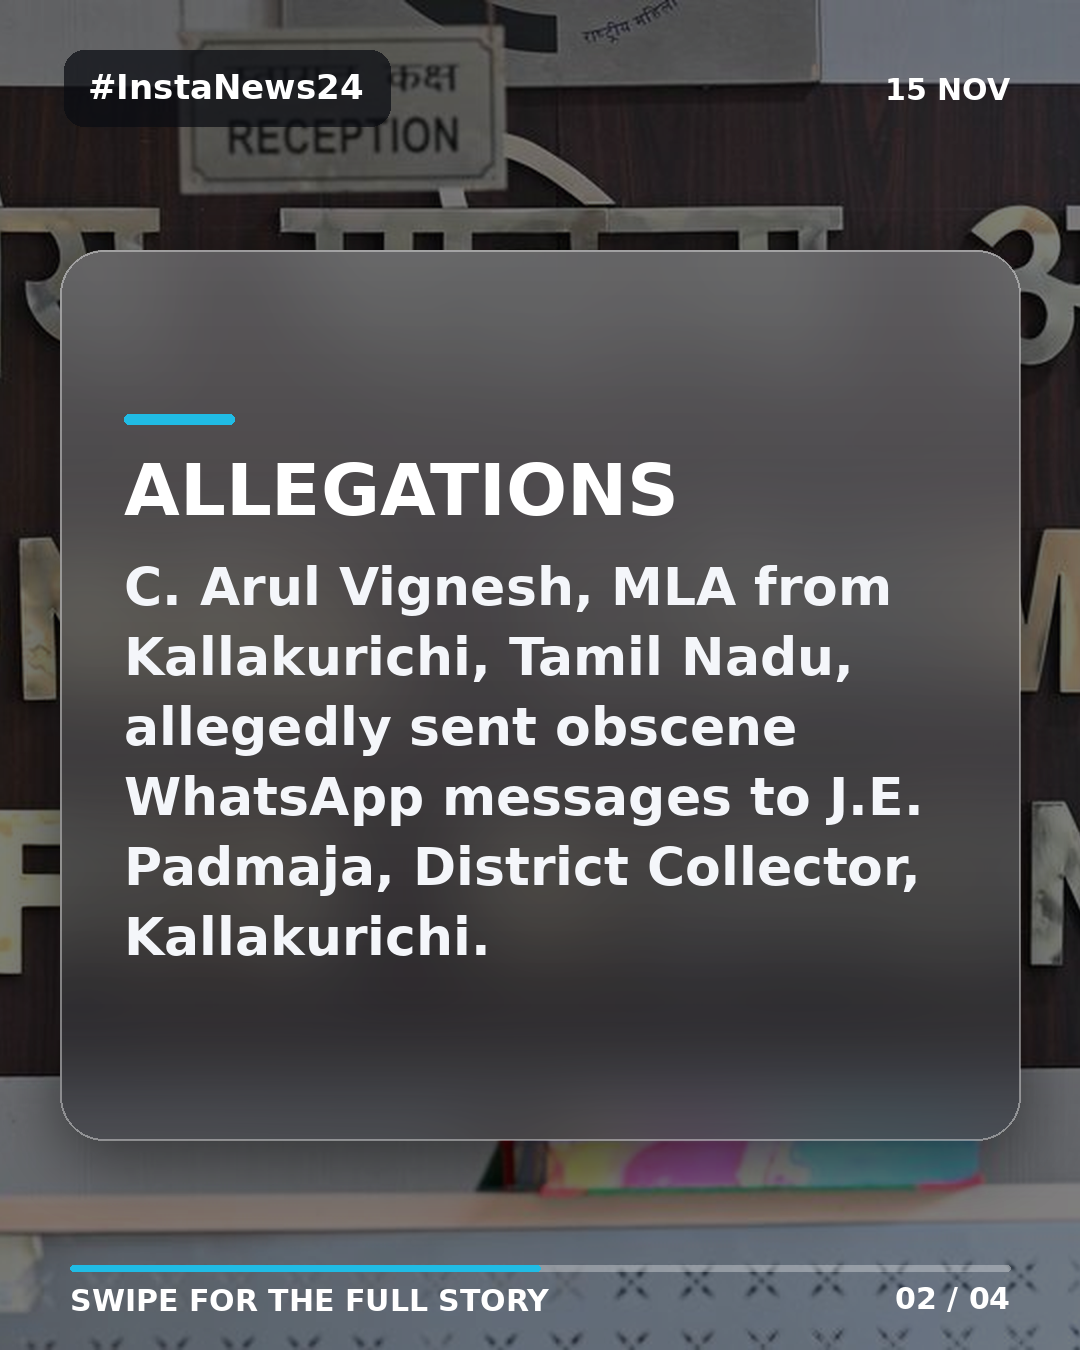 राष्ट्रीय महिला
#InstaNews24
कक्ष
15 NOV
RECEPTION
ALLEGATIONS
C. Arul Vignesh, MLA from
Kallakurichi, Tamil Nadu,
allegedly sent obscene
WhatsApp messages to J.E.
Padmaja, District Collector,
Kallakurichi.
SWIPE FOR THE FULL STORY
02 / 04